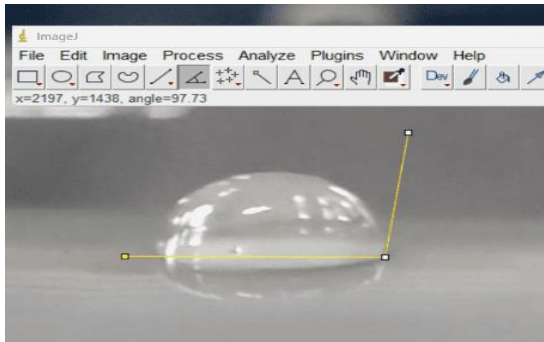 ImageJ
File Edit Image Process Analyze Plugins Window Help
A Dev
x=2197, y=1438, angle=97.73